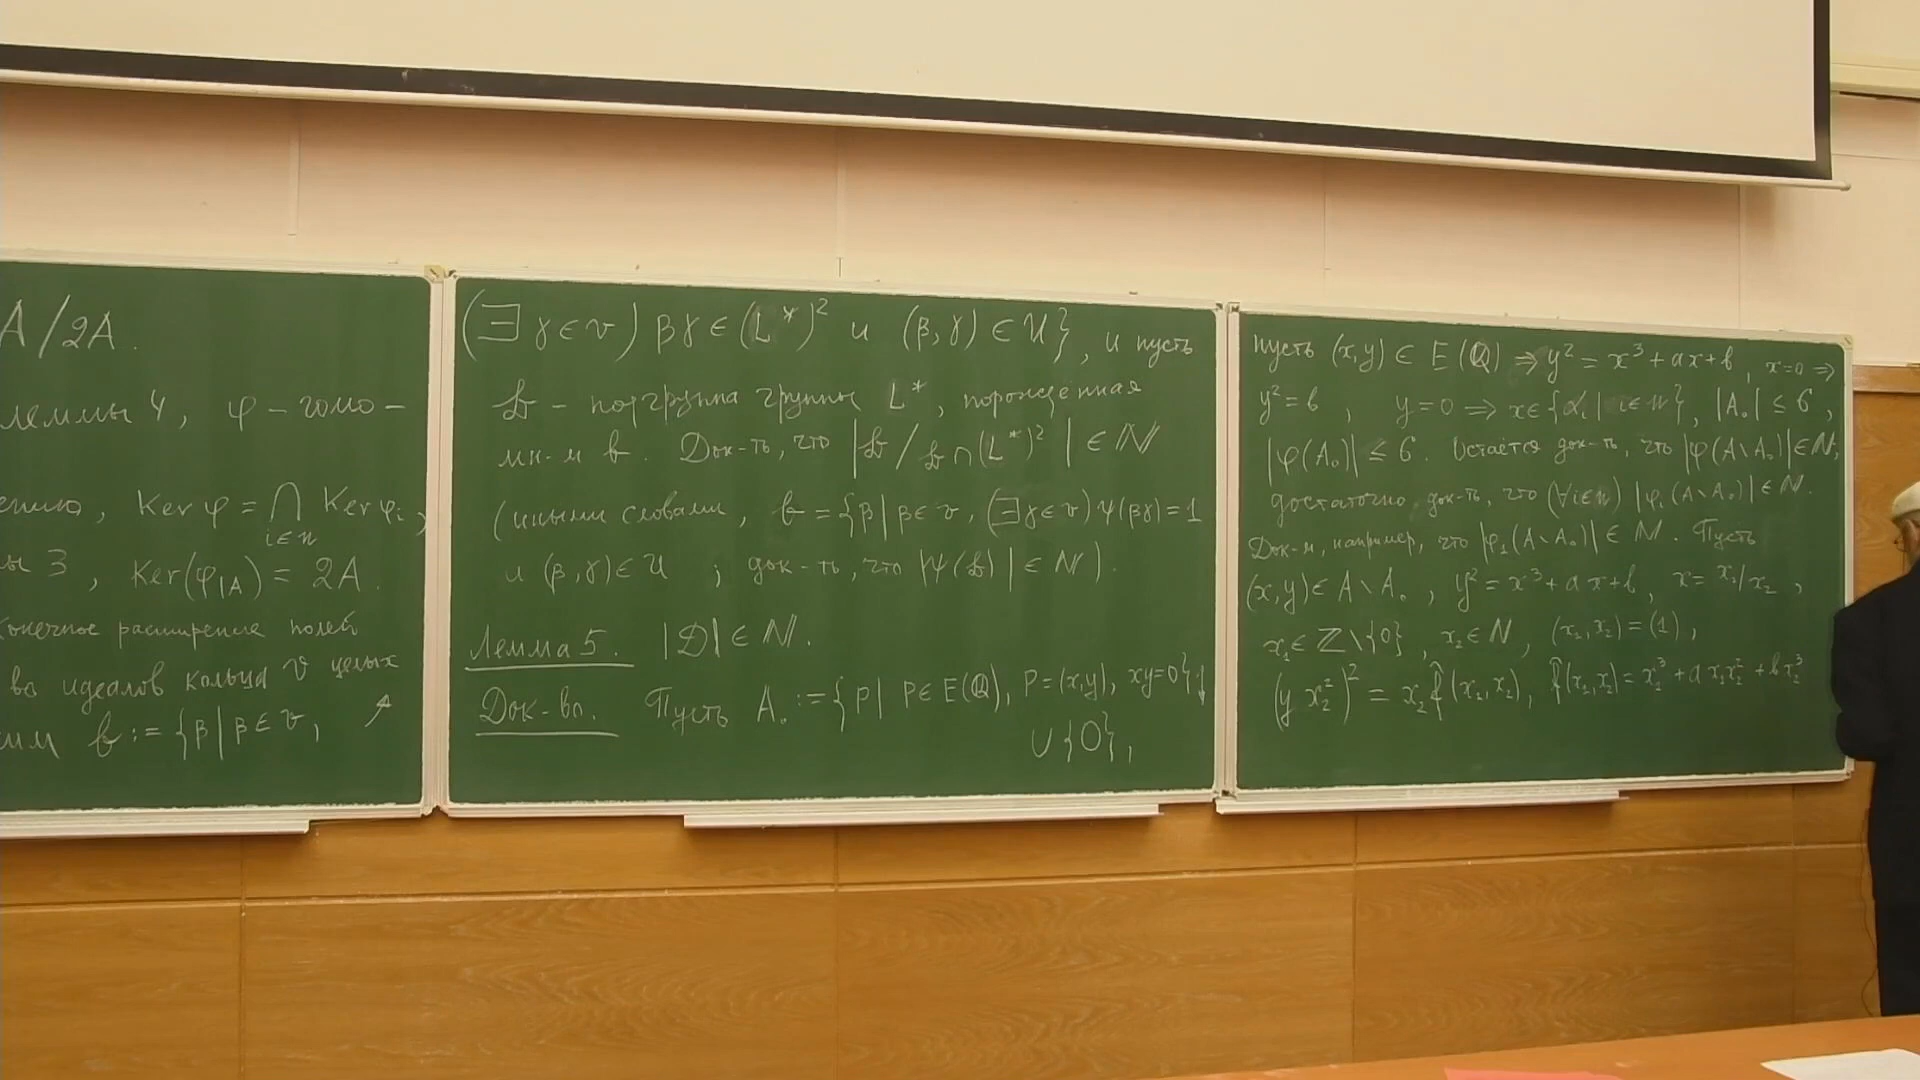 A/2A.
леммы 4, φ – гомо –
Ker φ = ⋂ Ker φᵢ,
i∈n
3, Ker(φ|A) = 2A.
конечное расширение полей
идеалов кольца v целых
b := {β | β ∈ v,
(∃ γ ∈ v) βγ ∈ (L*)² и (β, γ) ∈ U}, и пусть
– подгруппа группы L*, порождённая
мн-м b. Док-ть, что |𝓑 / 𝓑 ∩ (L*)²| ∈ ℕ
(иными словами, b = {β | β ∈ v, (∃ γ ∈ v) ψ(βγ) = 1
и (β, γ) ∈ U ; док-ть, что |ψ(𝓑)| ∈ ℕ).
Лемма 5. |D| ∈ ℕ.
Док-во. Пусть A₀ := {P | P ∈ E(ℚ), P = (x, y), xy = 0}
∪ {O},
пусть (x, y) ∈ E(ℚ) ⇒ y² = x³ + ax + b, x = 0 ⇒
y² = b, y = 0 ⇒ x ∈ {αᵢ | i ∈ n}, |A₀| ≤ 6,
|φ(A₀)| ≤ 6. Остаётся док-ть, что |φ(A∖A₀)| ∈ ℕ,
достаточно док-ть, что (∀ i ∈ n) |φᵢ(A∖A₀)| ∈ ℕ.
Док-м, например, что |φ₁(A∖A₀)| ∈ ℕ. Пусть
(x, y) ∈ A∖A₀, y² = x³ + ax + b, x = x₁/x₂,
x₁ ∈ ℤ∖{0}, x₂ ∈ ℕ, (x₁, x₂) = (1),
(y x₂²)² = x₂ f̂(x₁, x₂), f̂(x₁, x₂) = x₁³ + a x₁x₂² + b x₂³